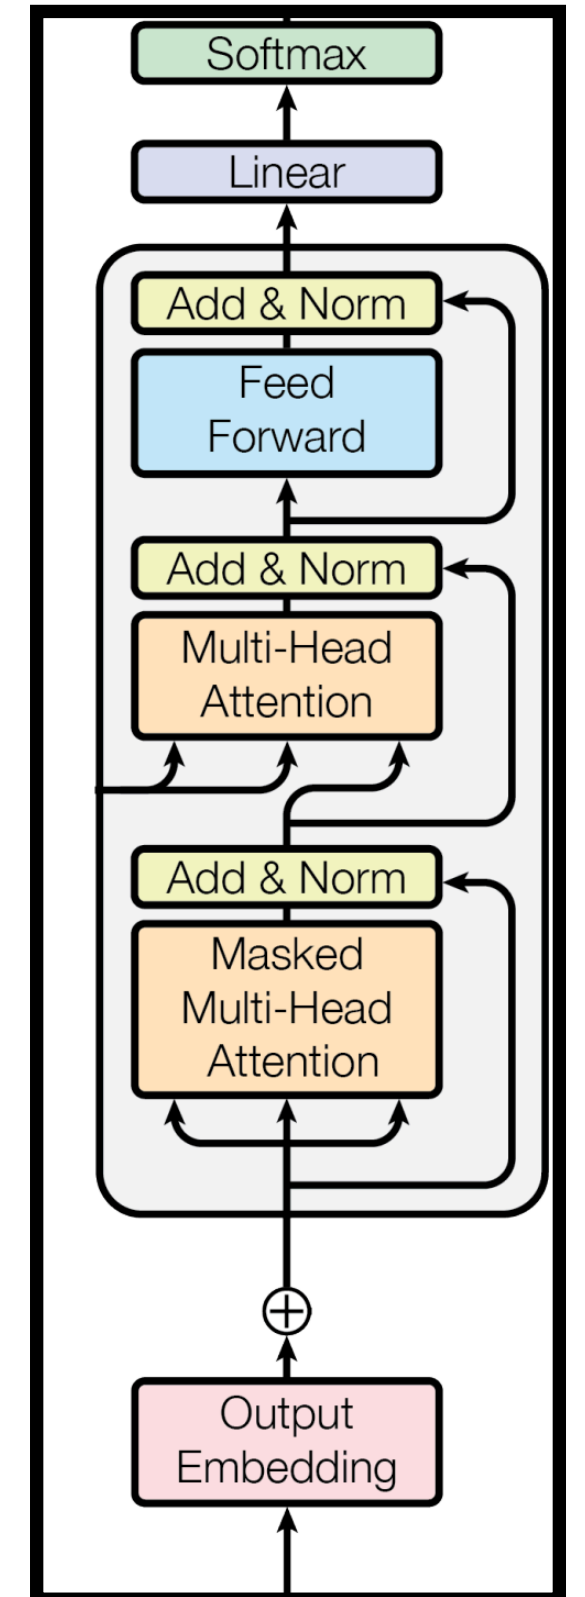 Softmax
Linear
Add & Norm
Feed
Forward
Add & Norm
Multi-Head
Attention
Add & Norm
Masked
Multi-Head
Attention
Output
Embedding